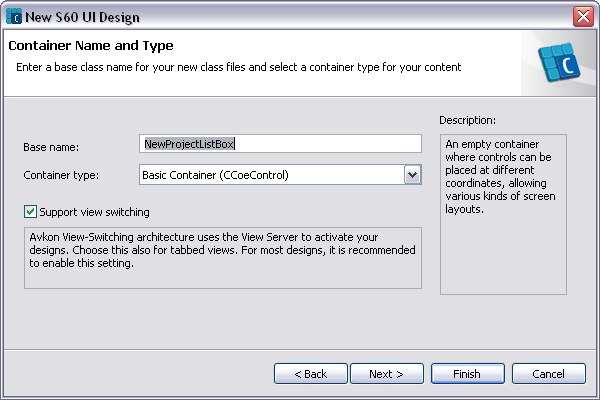 New S60 UI Design
Container Name and Type
Enter a base class name for your new class files and select a container type for your content
C
Base name:
NewProjectListBox
Container type:
Basic Container (CCoeControl)
Support view switching
Avkon View-Switching architecture uses the View Server to activate your
designs. Choose this also for tabbed views. For most designs, it is recommended
to enable this setting.
Description:
An empty container
where controls can be
placed at different
coordinates, allowing
various kinds of screen
layouts.
< Back
Next >
Finish
Cancel